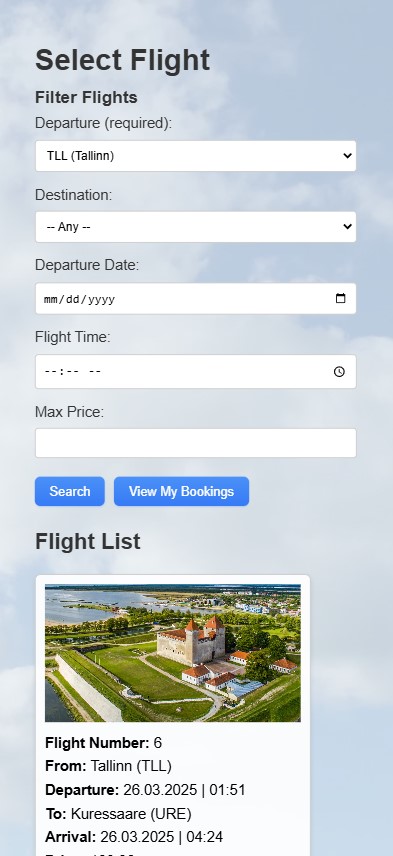 Select Flight
Filter Flights
Departure (required):
TLL (Tallinn)
Destination:
-- Any --
Departure Date:
mm/dd/yyyy
Flight Time:
--:-- --
Max Price:
Search View My Bookings
Flight List
Flight Number: 6
From: Tallinn (TLL)
Departure: 26.03.2025 | 01:51
To: Kuressaare (URE)
Arrival: 26.03.2025 | 04:24